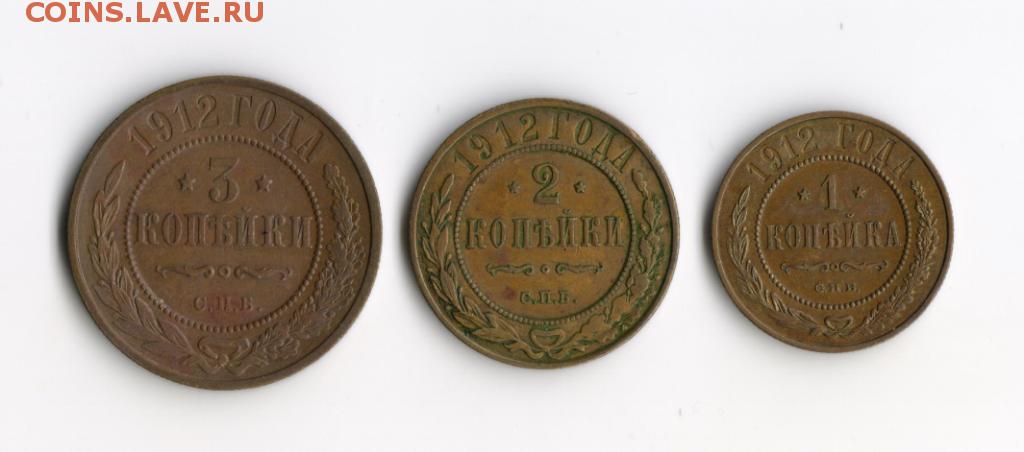 COINS.LAVE.RU
1912 ГОДА
3
КОПѢЙКИ
С.П.Б.
1912 ГОДА
2
КОПѢЙКИ
С.П.Б.
1912 ГОДА
1
КОПѢЙКА
С.П.Б.